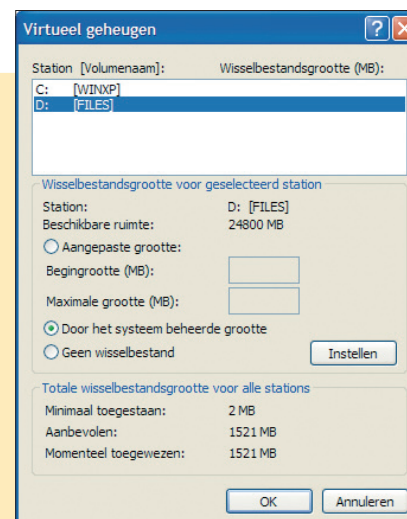 Virtueel geheugen
Station [Volumenaam]: Wisselbestandsgrootte (MB):
C: [WINXP]
D: [FILES]
Wisselbestandsgrootte voor geselecteerd station
Station: D: [FILES]
Beschikbare ruimte: 24800 MB
Aangepaste grootte:
Begingrootte (MB):
Maximale grootte (MB):
Door het systeem beheerde grootte
Geen wisselbestand
Instellen
Totale wisselbestandsgrootte voor alle stations
Minimaal toegestaan: 2 MB
Aanbevolen: 1521 MB
Momenteel toegewezen: 1521 MB
OK Annuleren